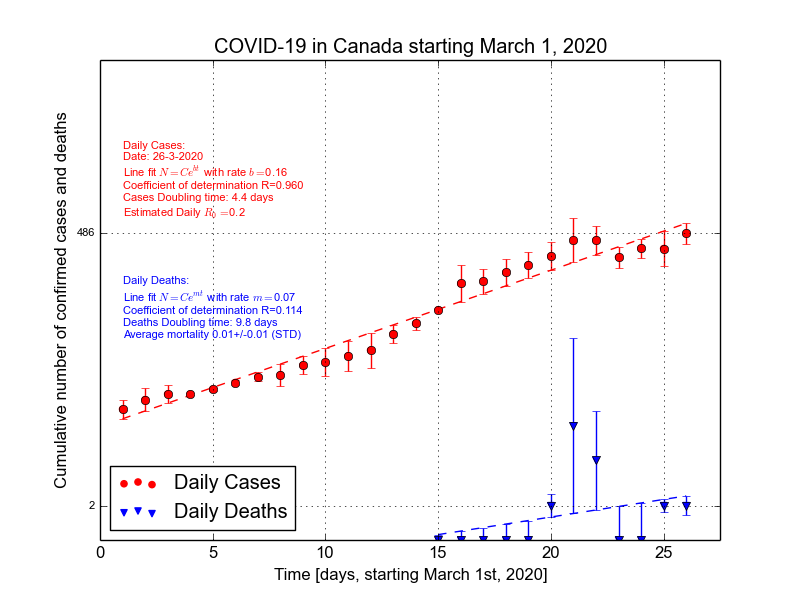 COVID-19 in Canada starting March 1, 2020
Cumulative number of confirmed cases and deaths
Daily Cases:
Date: 26-3-2020
Line fit N = Ce^{bt} with rate b =0.16
Coefficient of determination R=0.960
Cases Doubling time: 4.4 days
Estimated Daily R_0 =0.2
486
Daily Deaths:
Line fit N = Ce^{mt} with rate m =0.07
Coefficient of determination R=0.114
Deaths Doubling time: 9.8 days
Average mortality 0.01+/-0.01 (STD)
Daily Cases
Daily Deaths
2
0 5 10 15 20 25
Time [days, starting March 1st, 2020]